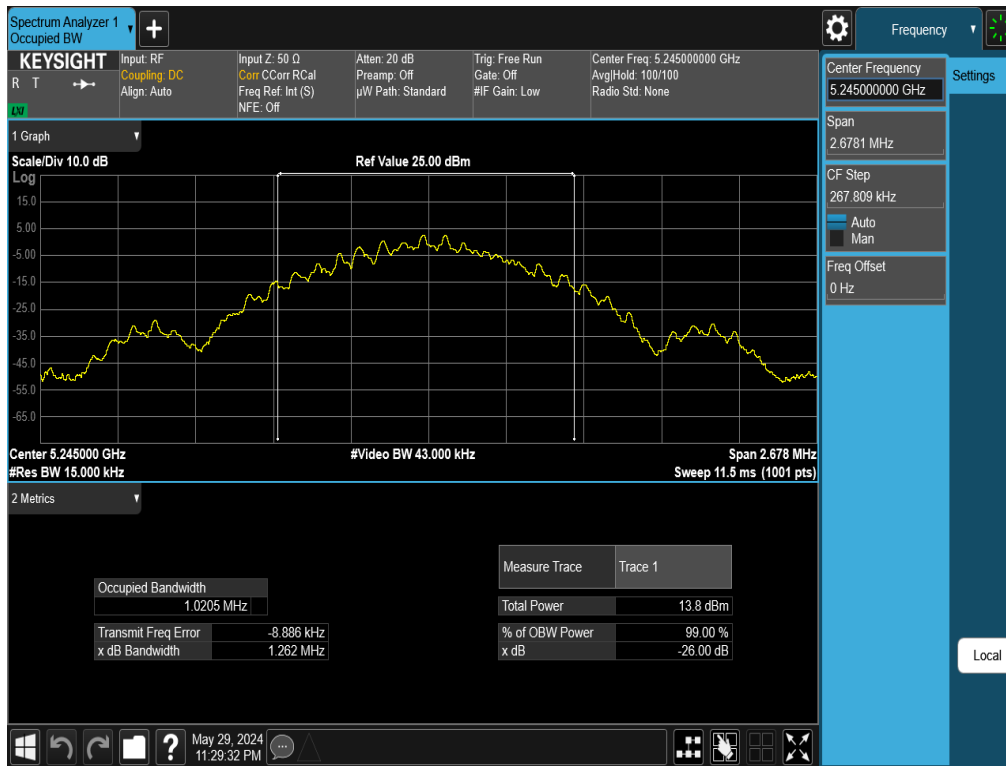 Spectrum Analyzer 1
Occupied BW
Frequency
KEYSIGHT
R T
LXI
Input: RF
Coupling: DC
Align: Auto
Input Z: 50 Ω
Corr CCorr RCal
Freq Ref: Int (S)
NFE: Off
Atten: 20 dB
Preamp: Off
µW Path: Standard
Trig: Free Run
Gate: Off
#IF Gain: Low
Center Freq: 5.245000000 GHz
Avg|Hold: 100/100
Radio Std: None
Center Frequency
5.245000000 GHz
Settings
Span
2.6781 MHz
CF Step
267.809 kHz
Auto
Man
Freq Offset
0 Hz
Local
1 Graph
Scale/Div 10.0 dB
Ref Value 25.00 dBm
Log
15.0
5.00
-5.00
-15.0
-25.0
-35.0
-45.0
-55.0
-65.0
Center 5.245000 GHz
#Video BW 43.000 kHz
Span 2.678 MHz
#Res BW 15.000 kHz
Sweep 11.5 ms (1001 pts)
2 Metrics
Measure Trace
Trace 1
Occupied Bandwidth
1.0205 MHz
Total Power
13.8 dBm
Transmit Freq Error
-8.886 kHz
% of OBW Power
99.00 %
x dB Bandwidth
1.262 MHz
x dB
-26.00 dB
?
May 29, 2024
11:29:32 PM